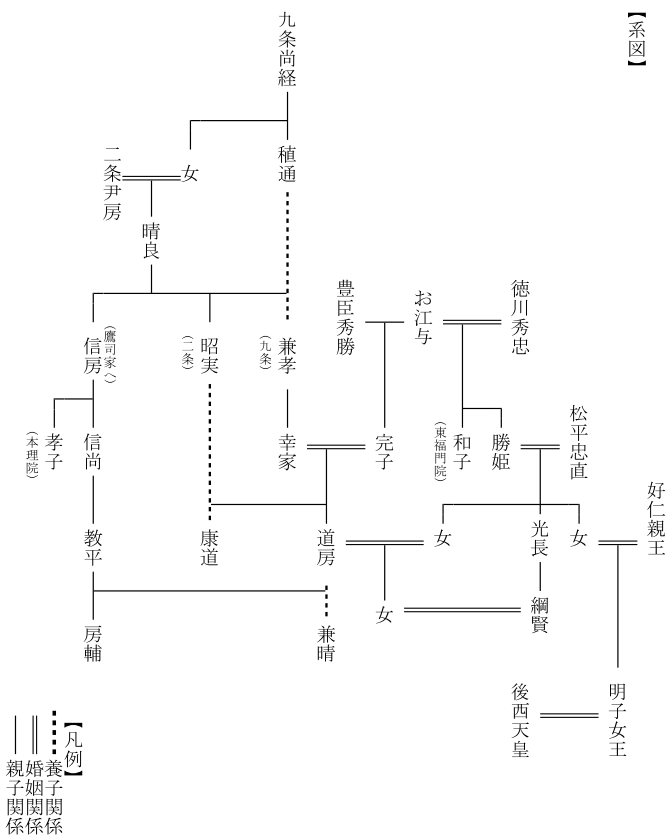 【系図】
好仁親王
明子女王
松平忠直
女
光長
綱賢
後西天皇
徳川秀忠
勝姫
和子
（東福門院）
女
お江与
完子
女
豊臣秀勝
道房
兼晴
九条尚経
稙通
兼孝
（九条）
幸家
女
昭実
（二条）
康道
二条尹房
晴良
（鷹司家へ）
信房
信尚
教平
房輔
孝子
（本理院）
【凡例】
養子関係
婚姻関係
親子関係